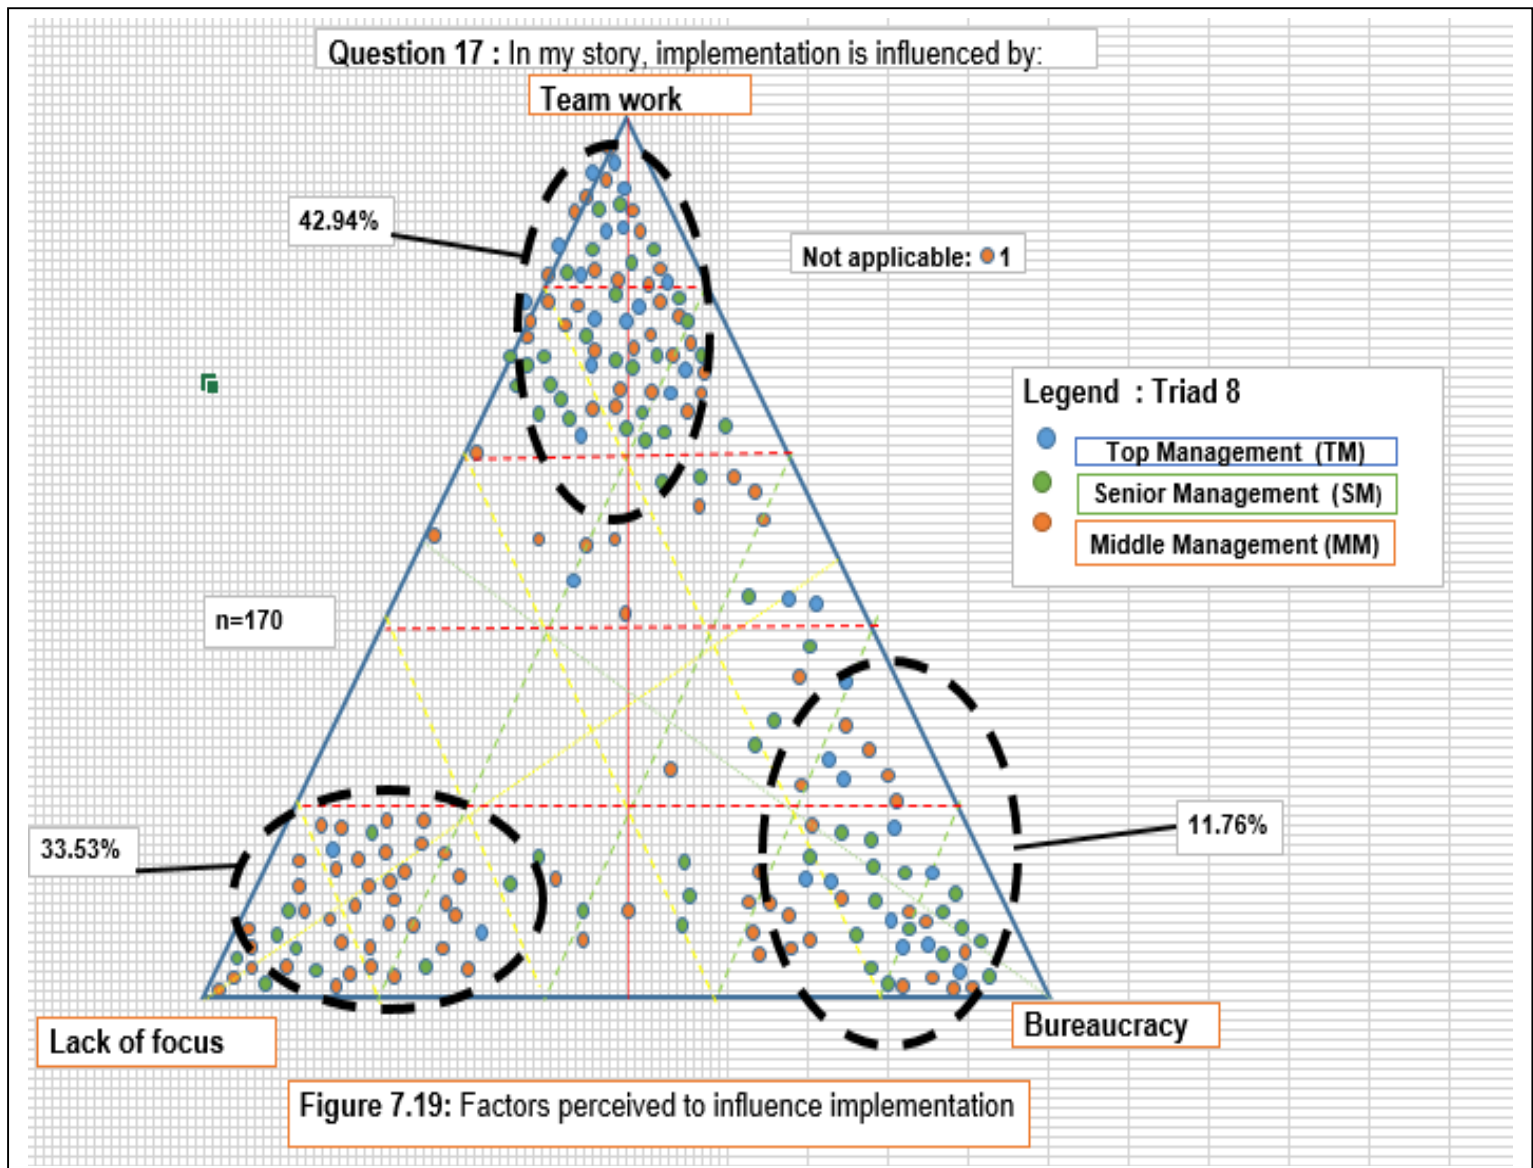 Question 17 : In my story, implementation is influenced by:
Team work
42.94%
Not applicable: 1
Legend : Triad 8
Top Management (TM)
Senior Management (SM)
Middle Management (MM)
n=170
33.53%
11.76%
Lack of focus
Bureaucracy
Figure 7.19: Factors perceived to influence implementation